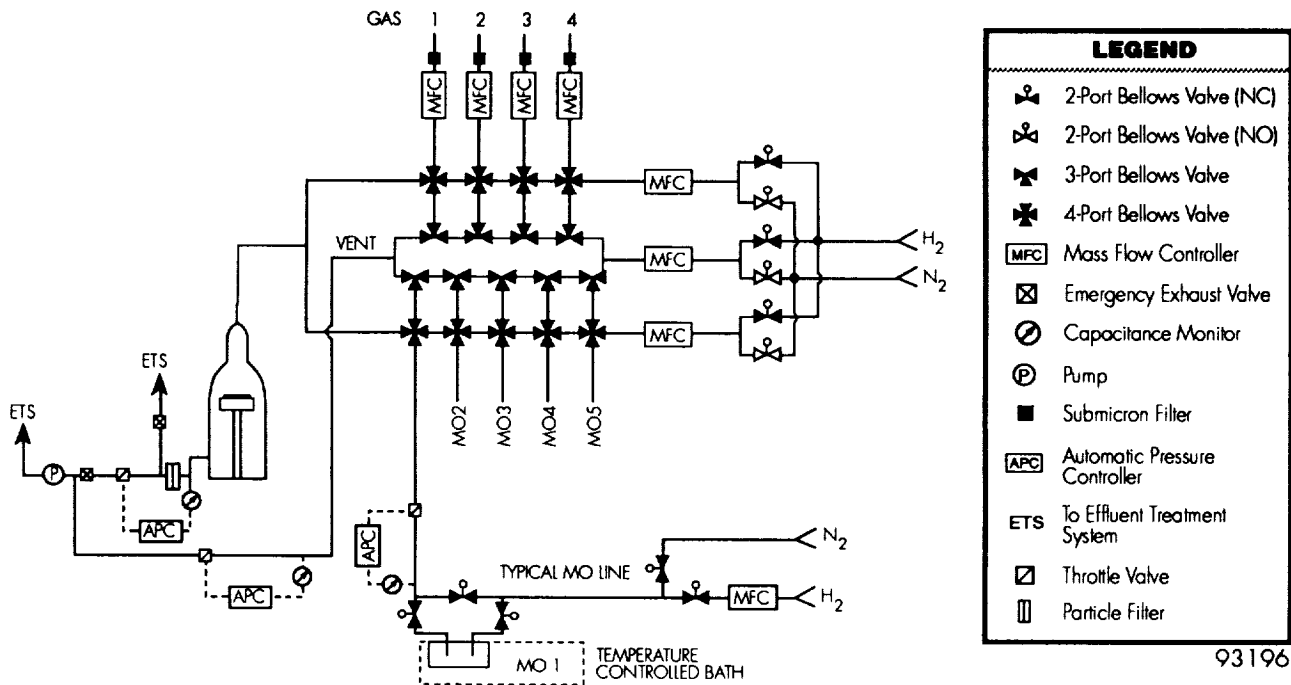 GAS 1 2 3 4
MFC MFC MFC MFC
MFC
VENT
MFC
H2
N2
MFC
ETS
ETS
MO2 MO3 MO4 MO5
P
APC
APC
APC
N2
TYPICAL MO LINE
MFC
H2
MO 1
TEMPERATURE
CONTROLLED BATH
LEGEND
2-Port Bellows Valve (NC)
2-Port Bellows Valve (NO)
3-Port Bellows Valve
4-Port Bellows Valve
MFC Mass Flow Controller
Emergency Exhaust Valve
Capacitance Monitor
P Pump
Submicron Filter
APC Automatic Pressure
Controller
ETS To Effluent Treatment
System
Throttle Valve
Particle Filter
93196